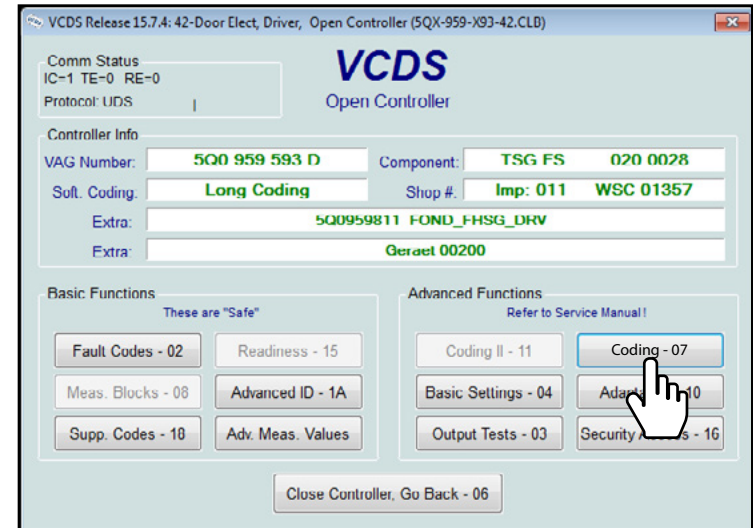 VCDS Release 15.7.4: 42-Door Elect, Driver, Open Controller (5QX-959-X93-42.CLB)
Comm Status
IC=1 TE=0 RE=0
Protocol: UDS |
VCDS
Open Controller
Controller Info
VAG Number: 5Q0 959 593 D Component: TSG FS 020 0028
Soft. Coding: Long Coding Shop #: Imp: 011 WSC 01357
Extra: 5Q0959811 FOND_FHSG_DRV
Extra: Geraet 00200
Basic Functions
These are "Safe"
Fault Codes - 02 Readiness - 15
Meas. Blocks - 08 Advanced ID - 1A
Supp. Codes - 18 Adv. Meas. Values
Advanced Functions
Refer to Service Manual!
Coding II - 11 Coding - 07
Basic Settings - 04 10
Output Tests - 03 Security - 16
Close Controller, Go Back - 06